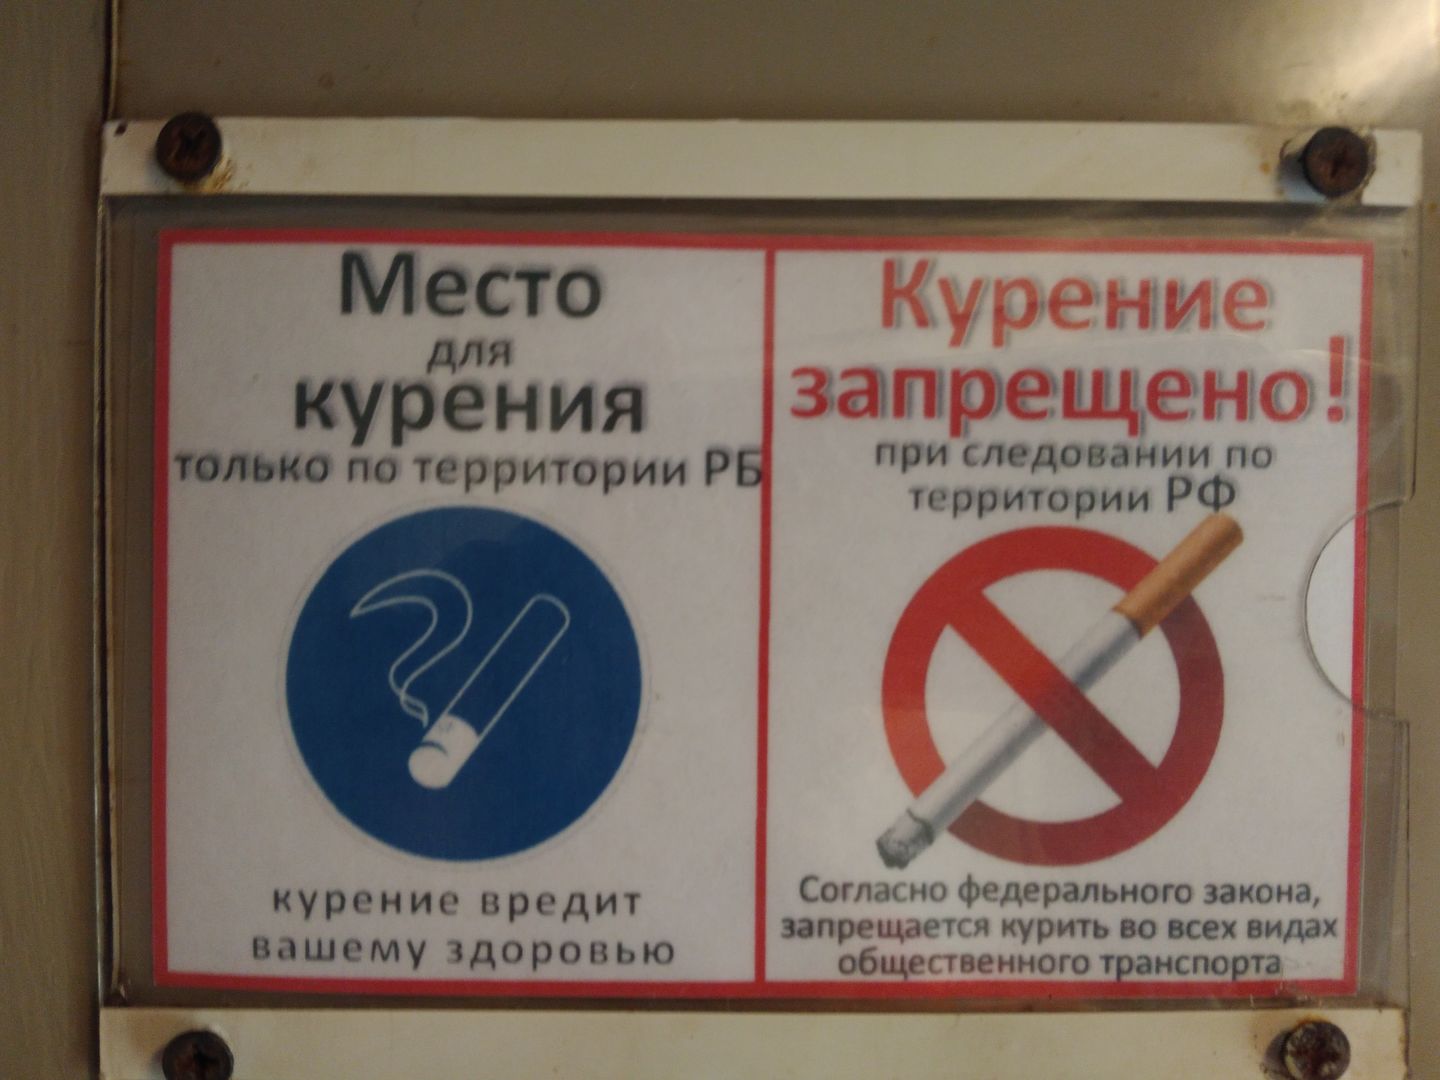 Место
для
курения
только по территории РБ
курение вредит
вашему здоровью
Курение
запрещено!
при следовании по
территории РФ
Согласно федерального закона,
запрещается курить во всех видах
общественного транспорта